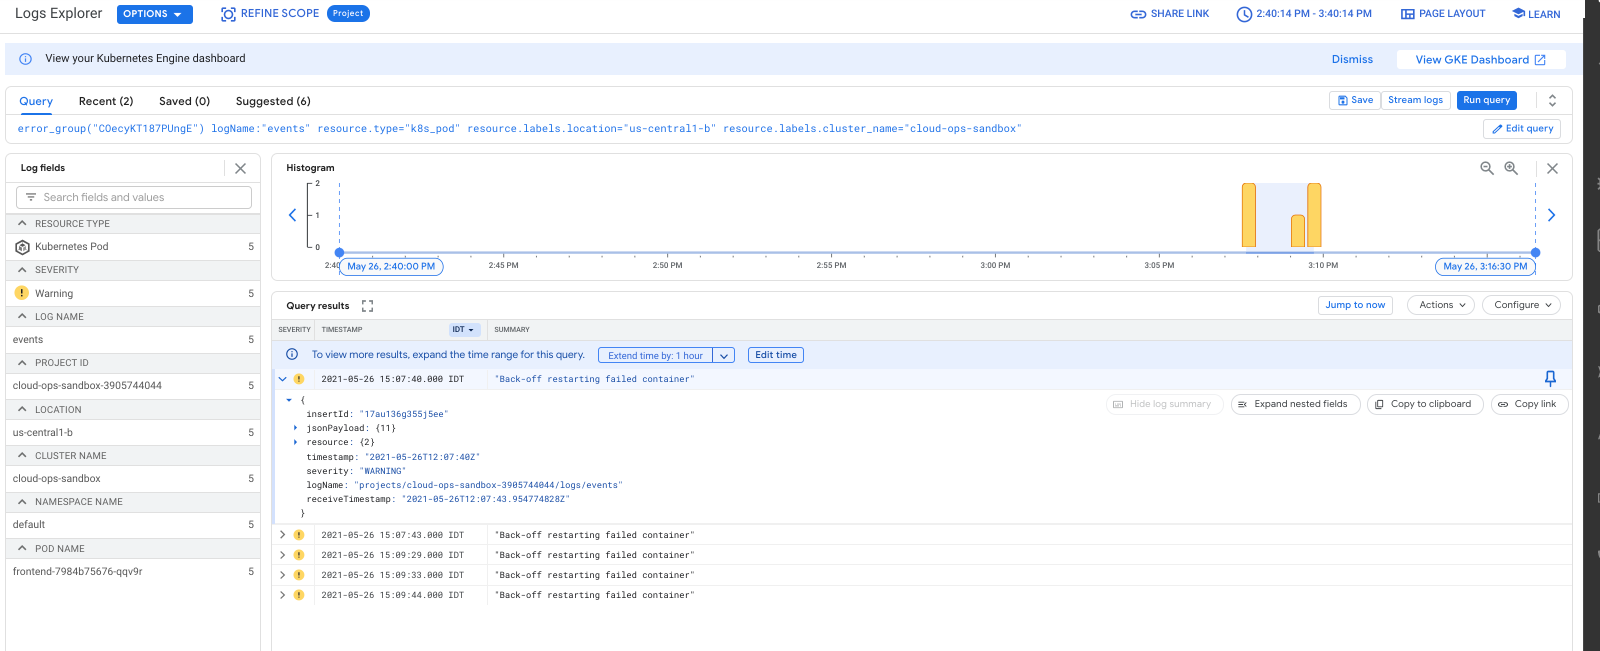 Logs Explorer OPTIONS REFINE SCOPE Project SHARE LINK 2:40:14 PM - 3:40:14 PM PAGE LAYOUT LEARN
View your Kubernetes Engine dashboard Dismiss View GKE Dashboard
Query Recent (2) Saved (0) Suggested (6) Save Stream logs Run query
error_group("COecyKT187PUngE") logName:"events" resource.type="k8s_pod" resource.labels.location="us-central1-b" resource.labels.cluster_name="cloud-ops-sandbox" Edit query
Log fields
Search fields and values
RESOURCE TYPE
Kubernetes Pod 5
SEVERITY
Warning 5
LOG NAME
events 5
PROJECT ID
cloud-ops-sandbox-3905744044 5
LOCATION
us-central1-b 5
CLUSTER NAME
cloud-ops-sandbox 5
NAMESPACE NAME
default 5
POD NAME
frontend-7984b75676-qqv9r 5
Histogram
2
1
0
2:40 May 26, 2:40:00 PM 2:45 PM 2:50 PM 2:55 PM 3:00 PM 3:05 PM 3:10 PM May 26, 3:16:30 PM
Query results Jump to now Actions Configure
SEVERITY TIMESTAMP IDT SUMMARY
To view more results, expand the time range for this query. Extend time by: 1 hour Edit time
2021-05-26 15:07:40.000 IDT "Back-off restarting failed container"
{
Hide log summary Expand nested fields Copy to clipboard Copy link
insertId: "17au136g355j5ee"
jsonPayload: {11}
resource: {2}
timestamp: "2021-05-26T12:07:40Z"
severity: "WARNING"
logName: "projects/cloud-ops-sandbox-3905744044/logs/events"
receiveTimestamp: "2021-05-26T12:07:43.954774828Z"
}
2021-05-26 15:07:43.000 IDT "Back-off restarting failed container"
2021-05-26 15:09:29.000 IDT "Back-off restarting failed container"
2021-05-26 15:09:33.000 IDT "Back-off restarting failed container"
2021-05-26 15:09:44.000 IDT "Back-off restarting failed container"